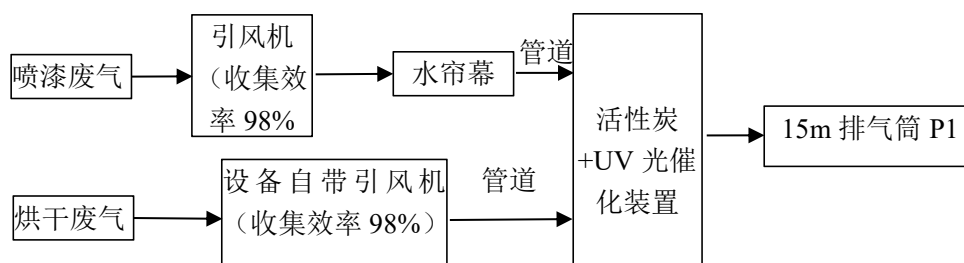 喷漆废气
引风机
（收集效
率 98%
水帘幕
管道
烘干废气
设备自带引风机
（收集效率 98%）
管道
活性炭
+UV 光催
化装置
15m 排气筒 P1